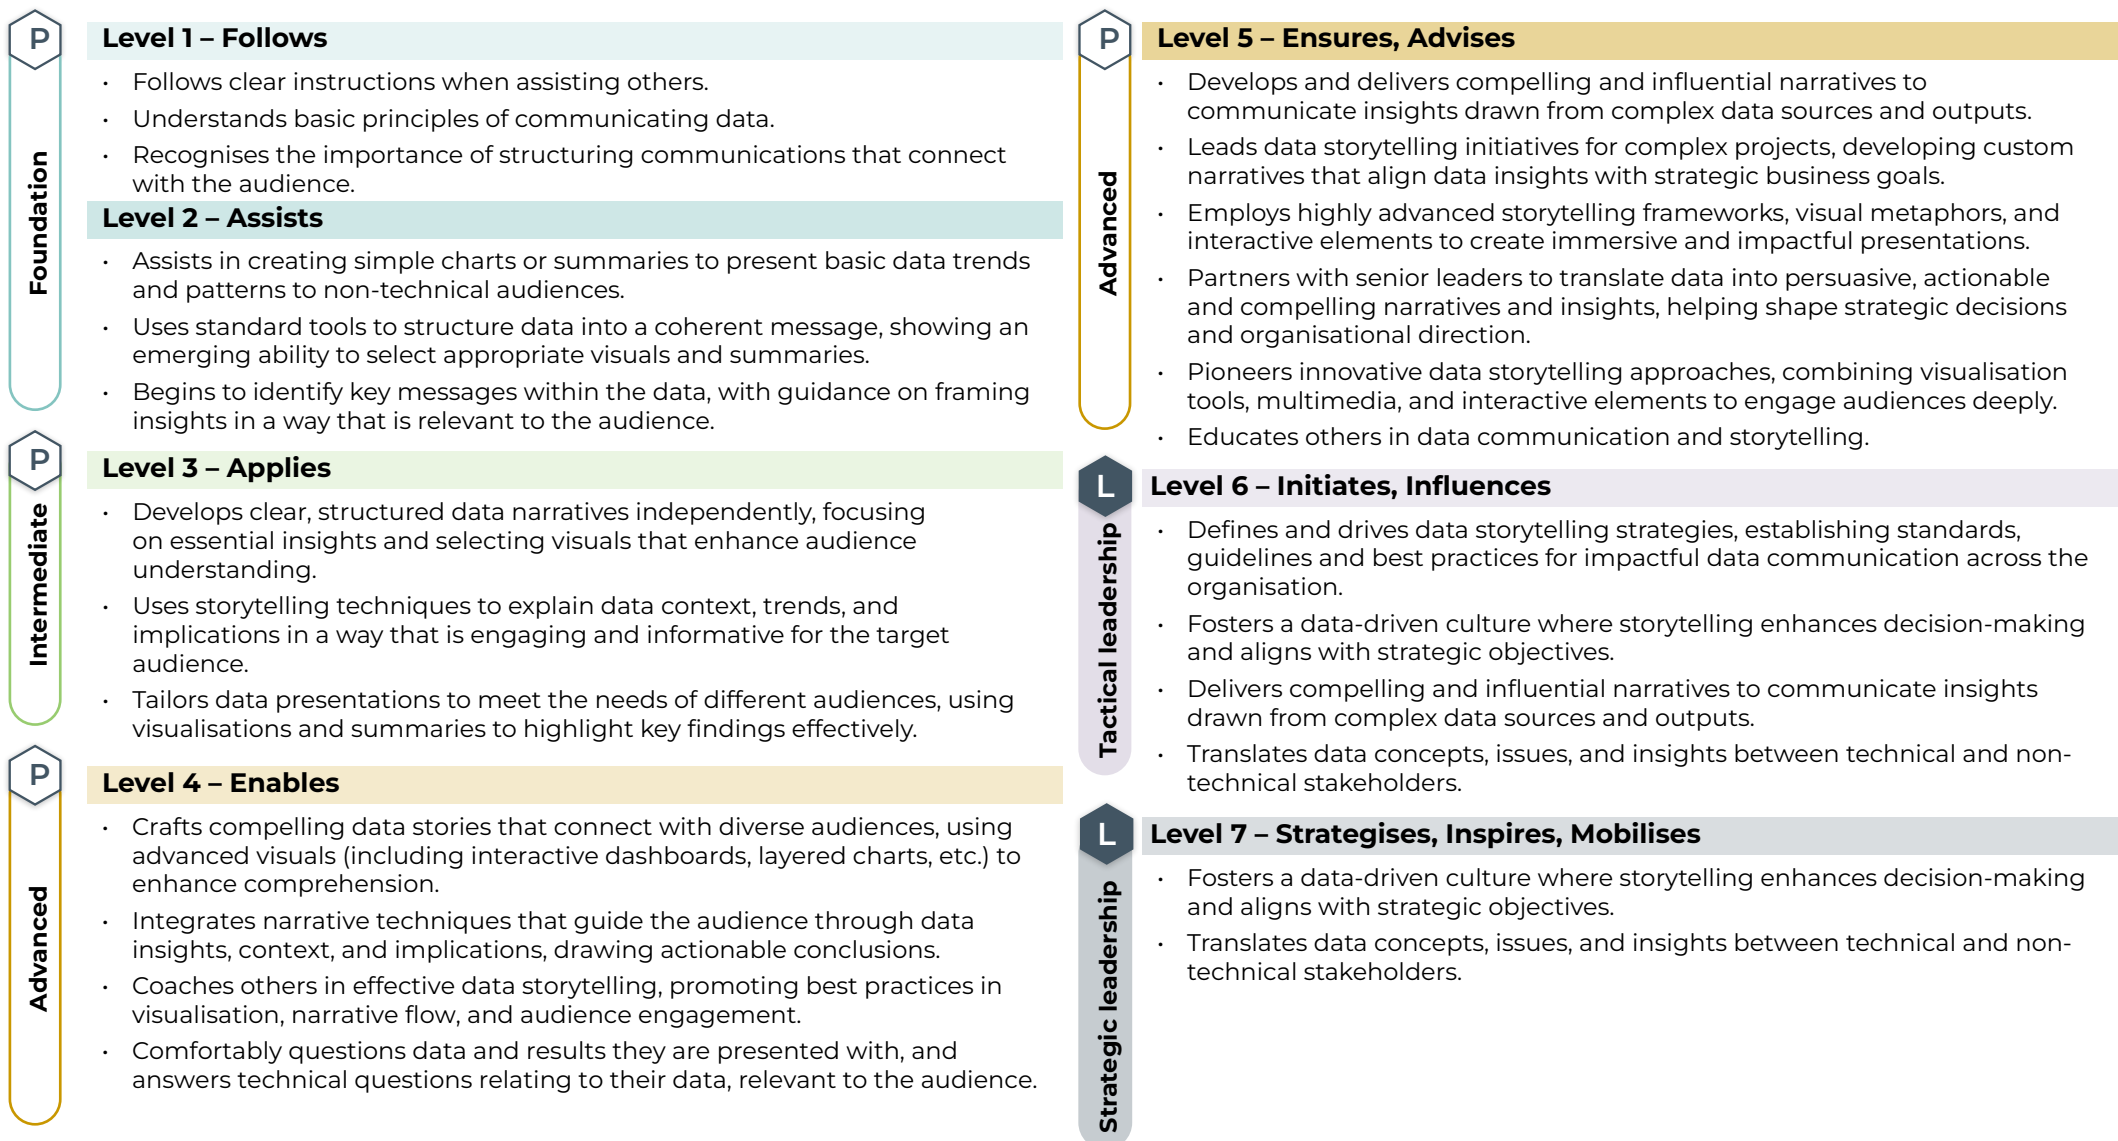 P
Foundation
Level 1 – Follows
• Follows clear instructions when assisting others.
• Understands basic principles of communicating data.
• Recognises the importance of structuring communications that connect
with the audience.
Level 2 – Assists
• Assists in creating simple charts or summaries to present basic data trends
and patterns to non-technical audiences.
• Uses standard tools to structure data into a coherent message, showing an
emerging ability to select appropriate visuals and summaries.
• Begins to identify key messages within the data, with guidance on framing
insights in a way that is relevant to the audience.
P
Intermediate
Level 3 – Applies
• Develops clear, structured data narratives independently, focusing
on essential insights and selecting visuals that enhance audience
understanding.
• Uses storytelling techniques to explain data context, trends, and
implications in a way that is engaging and informative for the target
audience.
• Tailors data presentations to meet the needs of different audiences, using
visualisations and summaries to highlight key findings effectively.
P
Advanced
Level 4 – Enables
• Crafts compelling data stories that connect with diverse audiences, using
advanced visuals (including interactive dashboards, layered charts, etc.) to
enhance comprehension.
• Integrates narrative techniques that guide the audience through data
insights, context, and implications, drawing actionable conclusions.
• Coaches others in effective data storytelling, promoting best practices in
visualisation, narrative flow, and audience engagement.
• Comfortably questions data and results they are presented with, and
answers technical questions relating to their data, relevant to the audience.
P
Advanced
Level 5 – Ensures, Advises
• Develops and delivers compelling and influential narratives to
communicate insights drawn from complex data sources and outputs.
• Leads data storytelling initiatives for complex projects, developing custom
narratives that align data insights with strategic business goals.
• Employs highly advanced storytelling frameworks, visual metaphors, and
interactive elements to create immersive and impactful presentations.
• Partners with senior leaders to translate data into persuasive, actionable
and compelling narratives and insights, helping shape strategic decisions
and organisational direction.
• Pioneers innovative data storytelling approaches, combining visualisation
tools, multimedia, and interactive elements to engage audiences deeply.
• Educates others in data communication and storytelling.
L
Tactical leadership
Level 6 – Initiates, Influences
• Defines and drives data storytelling strategies, establishing standards,
guidelines and best practices for impactful data communication across the
organisation.
• Fosters a data-driven culture where storytelling enhances decision-making
and aligns with strategic objectives.
• Delivers compelling and influential narratives to communicate insights
drawn from complex data sources and outputs.
• Translates data concepts, issues, and insights between technical and non-
technical stakeholders.
L
Strategic leadership
Level 7 – Strategises, Inspires, Mobilises
• Fosters a data-driven culture where storytelling enhances decision-making
and aligns with strategic objectives.
• Translates data concepts, issues, and insights between technical and non-
technical stakeholders.